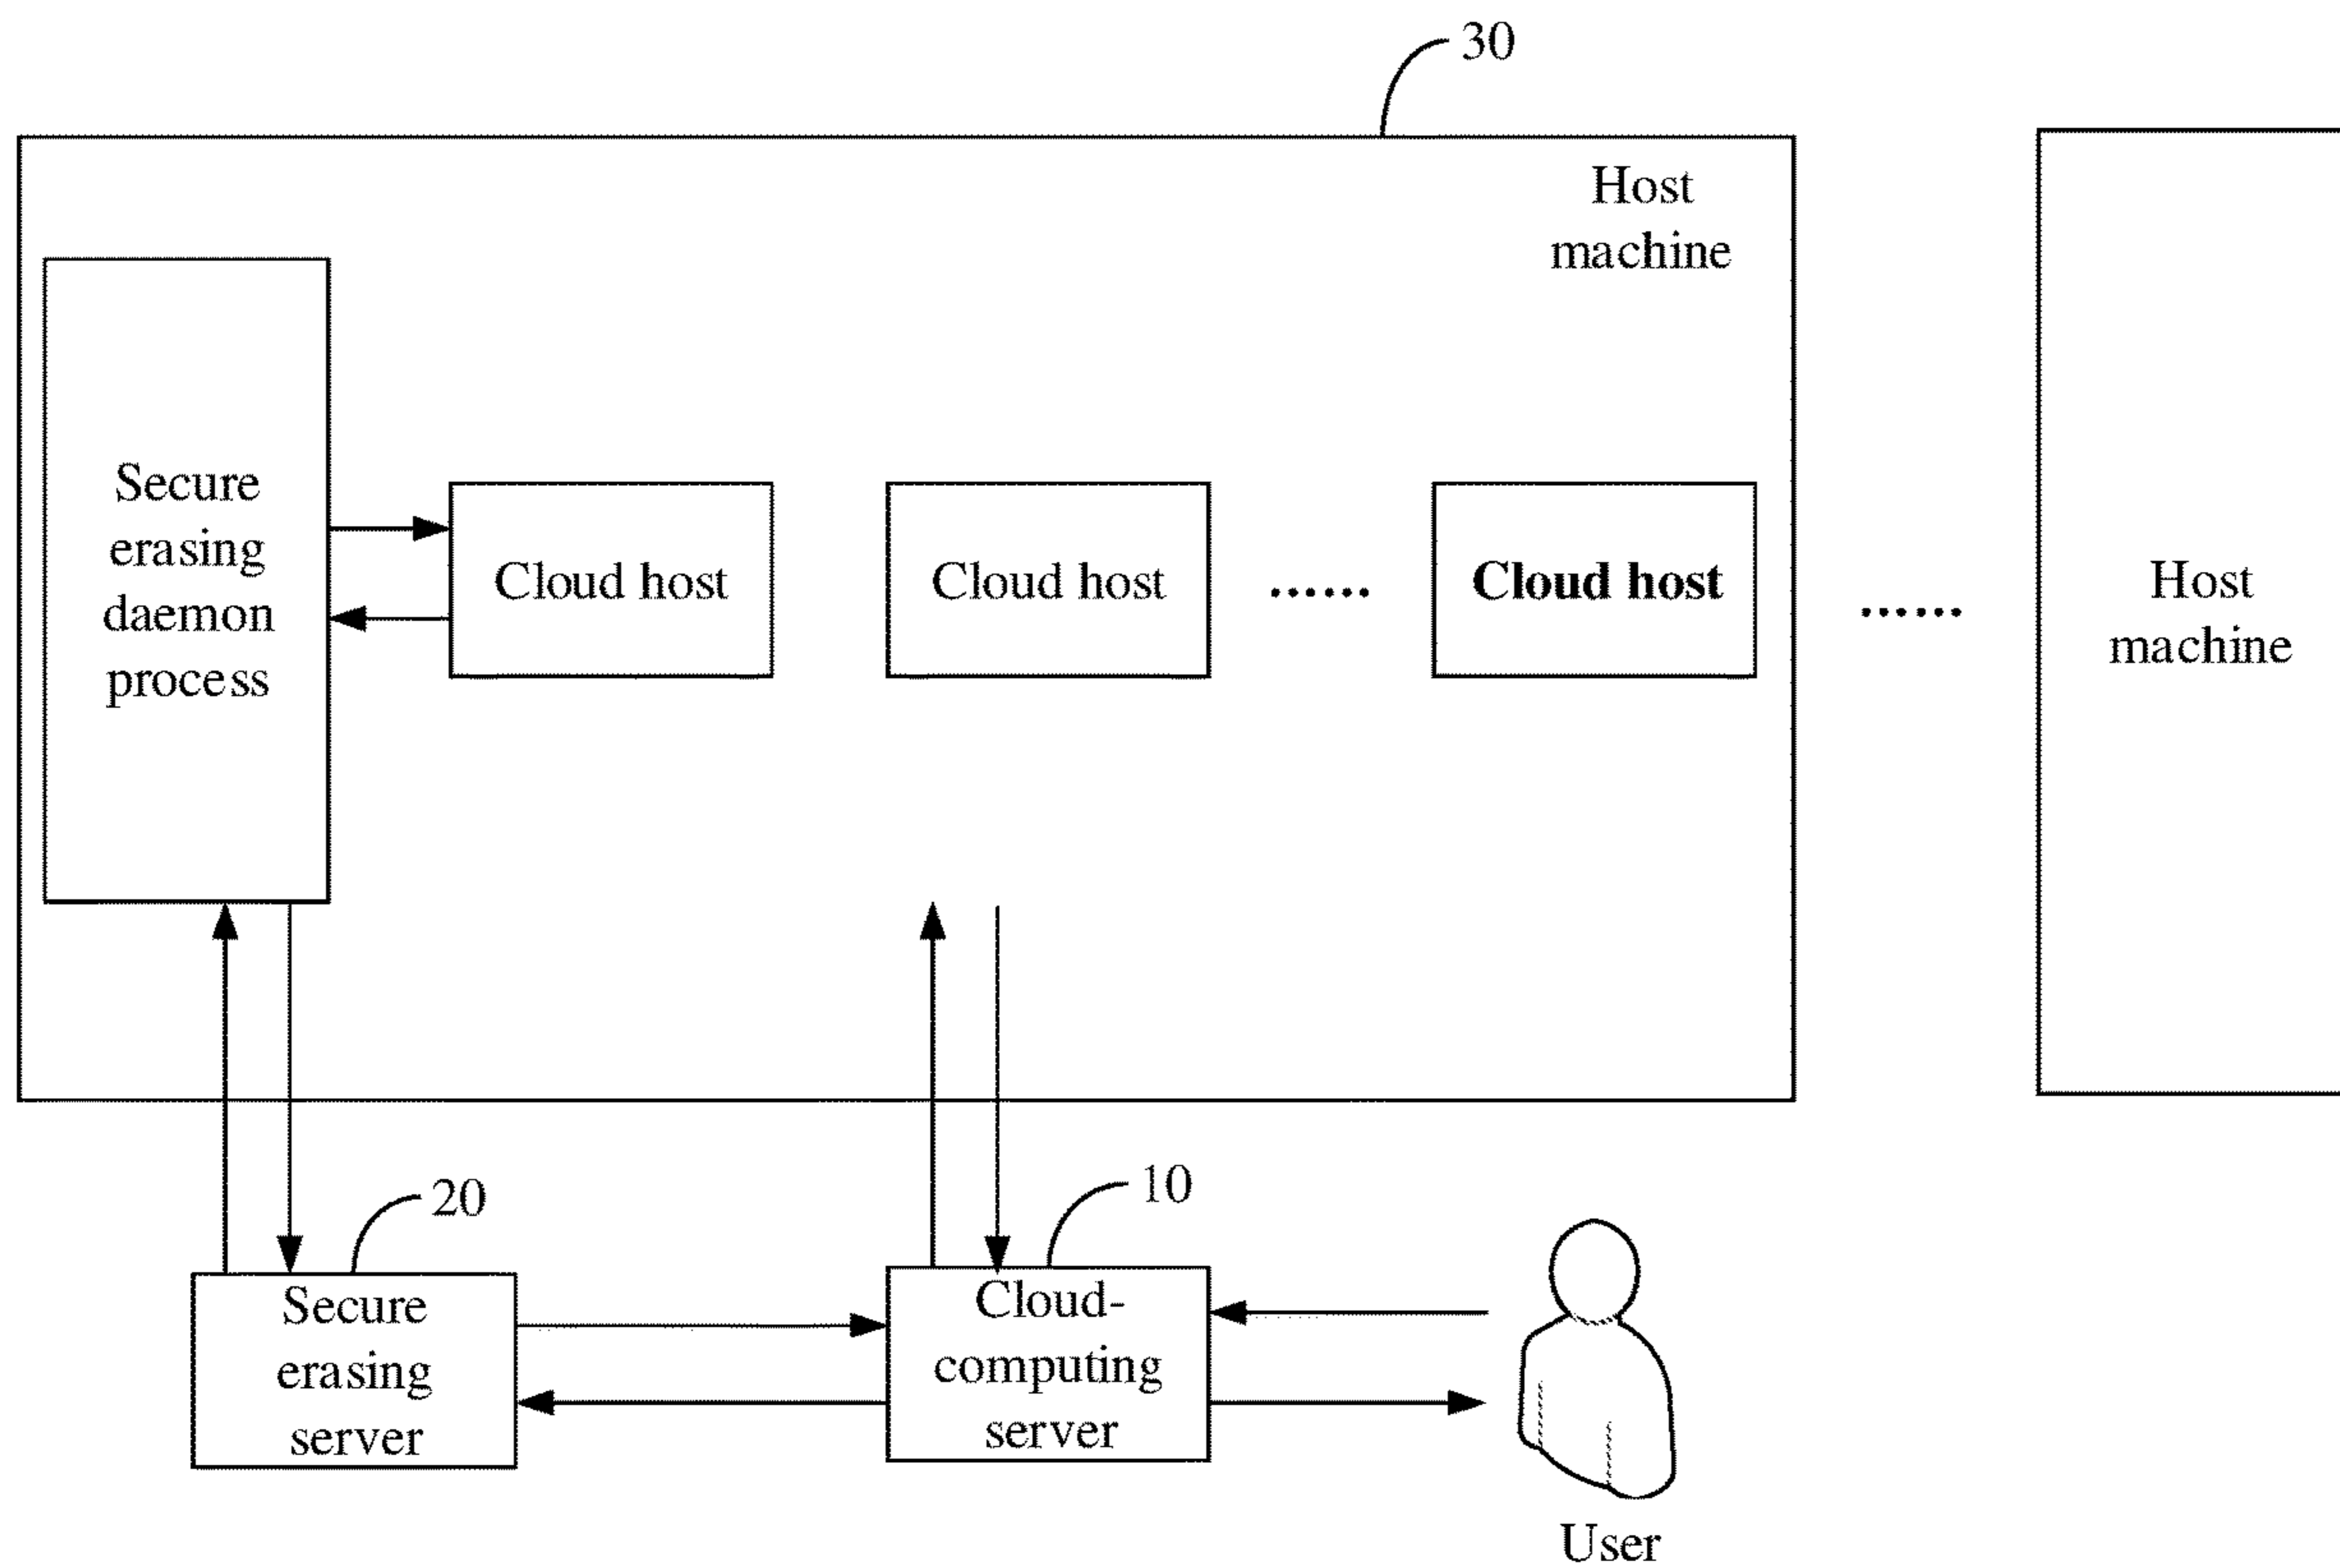 30
Host
machine
Secure
erasing
daemon
process
Cloud host
Cloud host
......
Cloud host
......
Host
machine
20
10
Secure
erasing
server
Cloud-
computing
server
User